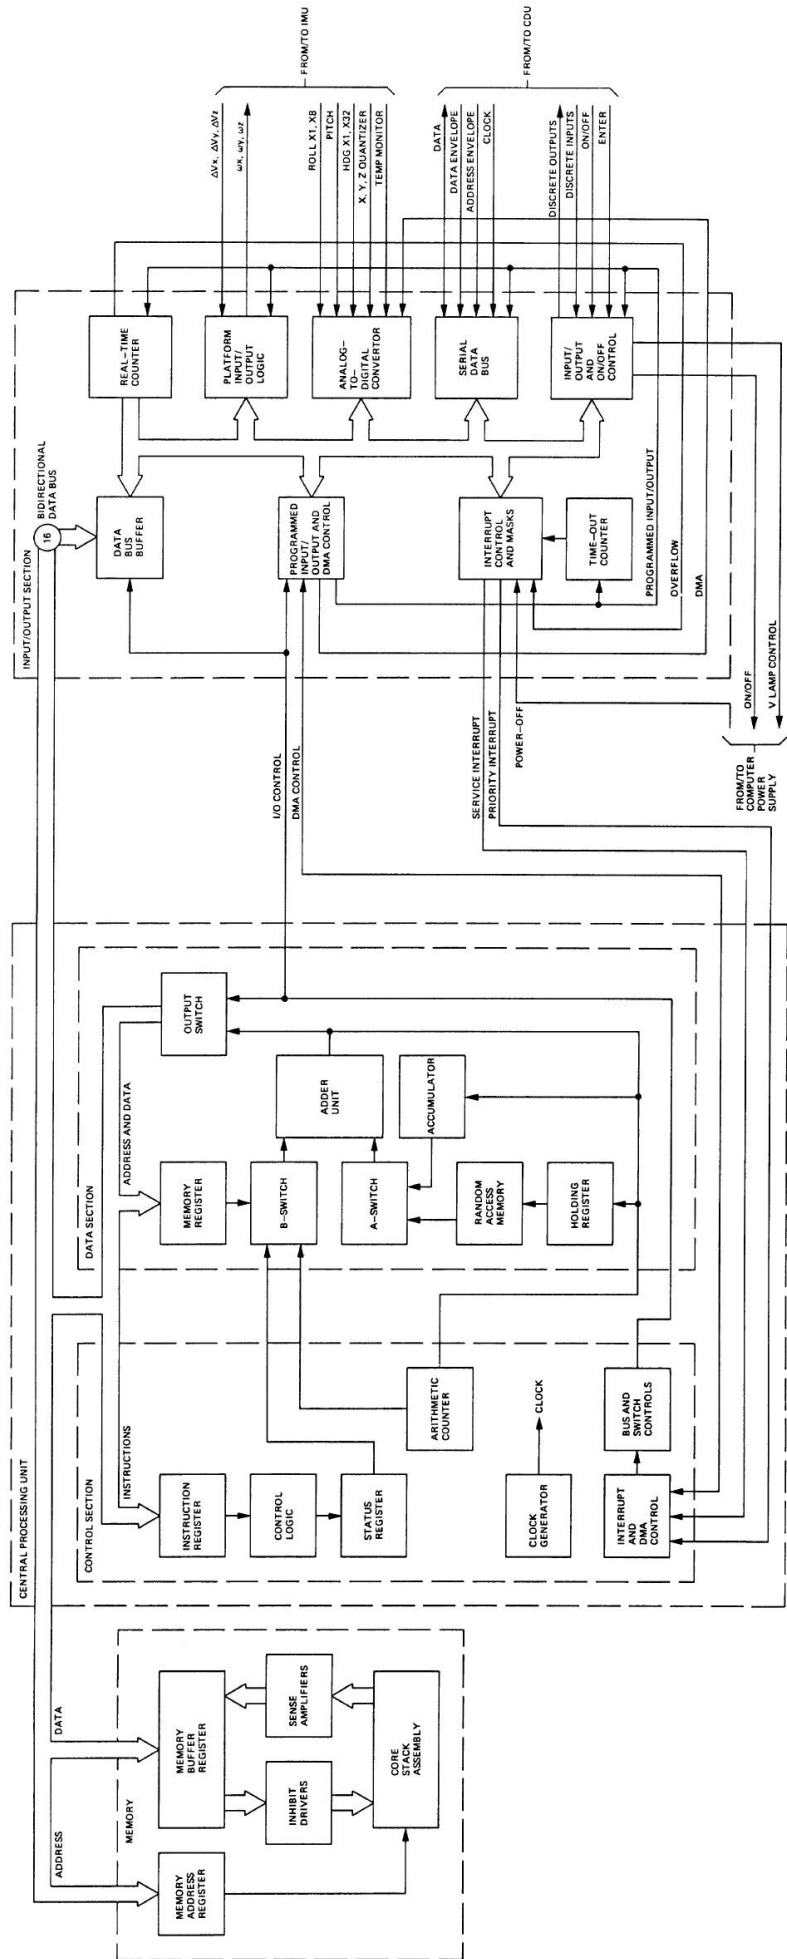 MEMORY
ADDRESS
DATA
MEMORY
ADDRESS
REGISTER
MEMORY
BUFFER
REGISTER
INHIBIT
DRIVERS
SENSE
AMPLIFIERS
CORE
STACK
ASSEMBLY
CENTRAL PROCESSING UNIT
CONTROL SECTION
INSTRUCTIONS
INSTRUCTION
REGISTER
CONTROL
LOGIC
STATUS
REGISTER
ARITHMETIC
COUNTER
CLOCK
GENERATOR
CLOCK
INTERRUPT
AND
DMA
CONTROL
BUS AND
SWITCH
CONTROLS
DATA SECTION
ADDRESS AND DATA
MEMORY
REGISTER
OUTPUT
SWITCH
B-SWITCH
ADDER
UNIT
A-SWITCH
ACCUMULATOR
RANDOM
ACCESS
MEMORY
HOLDING
REGISTER
I/O CONTROL
DMA CONTROL
SERVICE INTERRUPT
PRIORITY INTERRUPT
POWER-OFF
FROM/TO
COMPUTER
POWER
SUPPLY
ON/OFF
V LAMP CONTROL
INPUT/OUTPUT SECTION
16
BIDIRECTIONAL
DATA BUS
DATA
BUS
BUFFER
PROGRAMMED
INPUT/
OUTPUT AND
DMA CONTROL
INTERRUPT
CONTROL
AND MASKS
TIME-OUT
COUNTER
PROGRAMMED INPUT/OUTPUT
OVERFLOW
DMA
REAL-TIME
COUNTER
PLATFORM
INPUT/
OUTPUT
LOGIC
ANALOG-
TO-
DIGITAL
CONVERTOR
SERIAL
DATA
BUS
INPUT/
OUTPUT
AND
ON/OFF
CONTROL
ΔVx, ΔVy, ΔVz
ωx, ωy, ωz
ROLL X1, X8
PITCH
HDG X1, X32
X, Y, Z QUANTIZER
TEMP MONITOR
FROM/TO IMU
DATA
DATA ENVELOPE
ADDRESS ENVELOPE
CLOCK
DISCRETE OUTPUTS
DISCRETE INPUTS
ON/OFF
ENTER
FROM/TO CDU